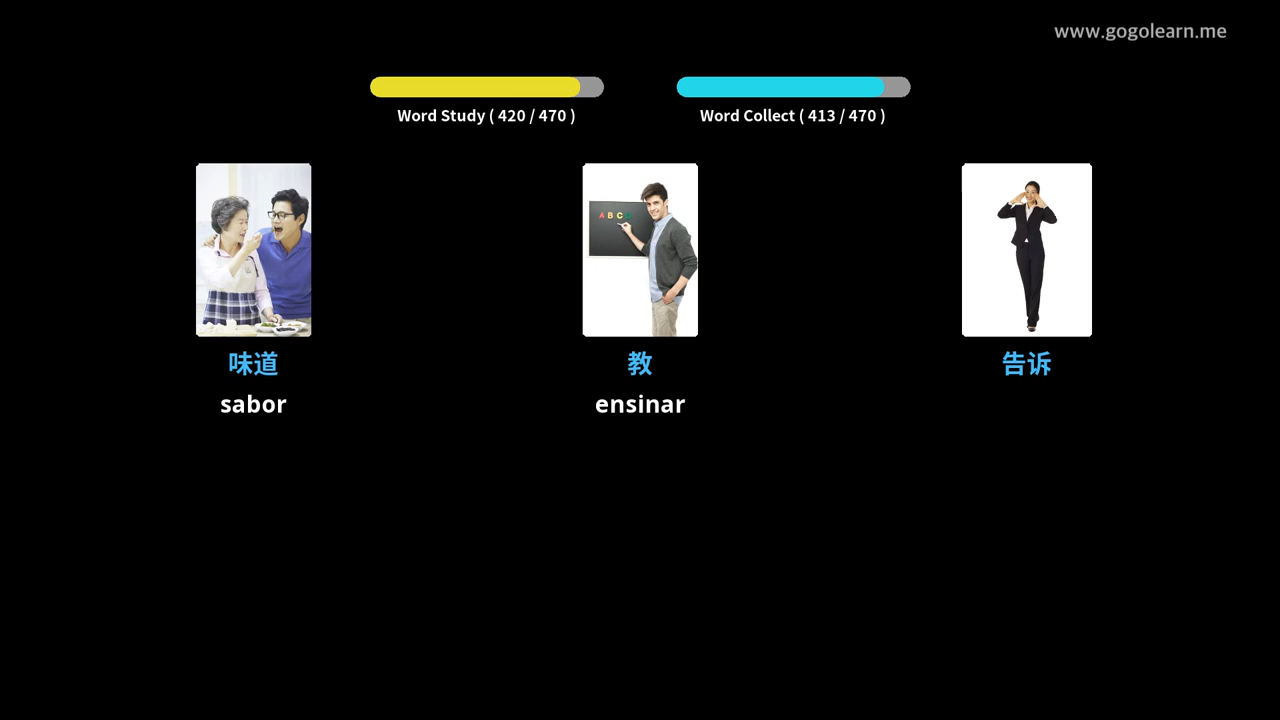 www.gogolearn.me
Word Study ( 420 / 470 )
Word Collect ( 413 / 470 )
A B C D
味道
教
告诉
sabor
ensinar